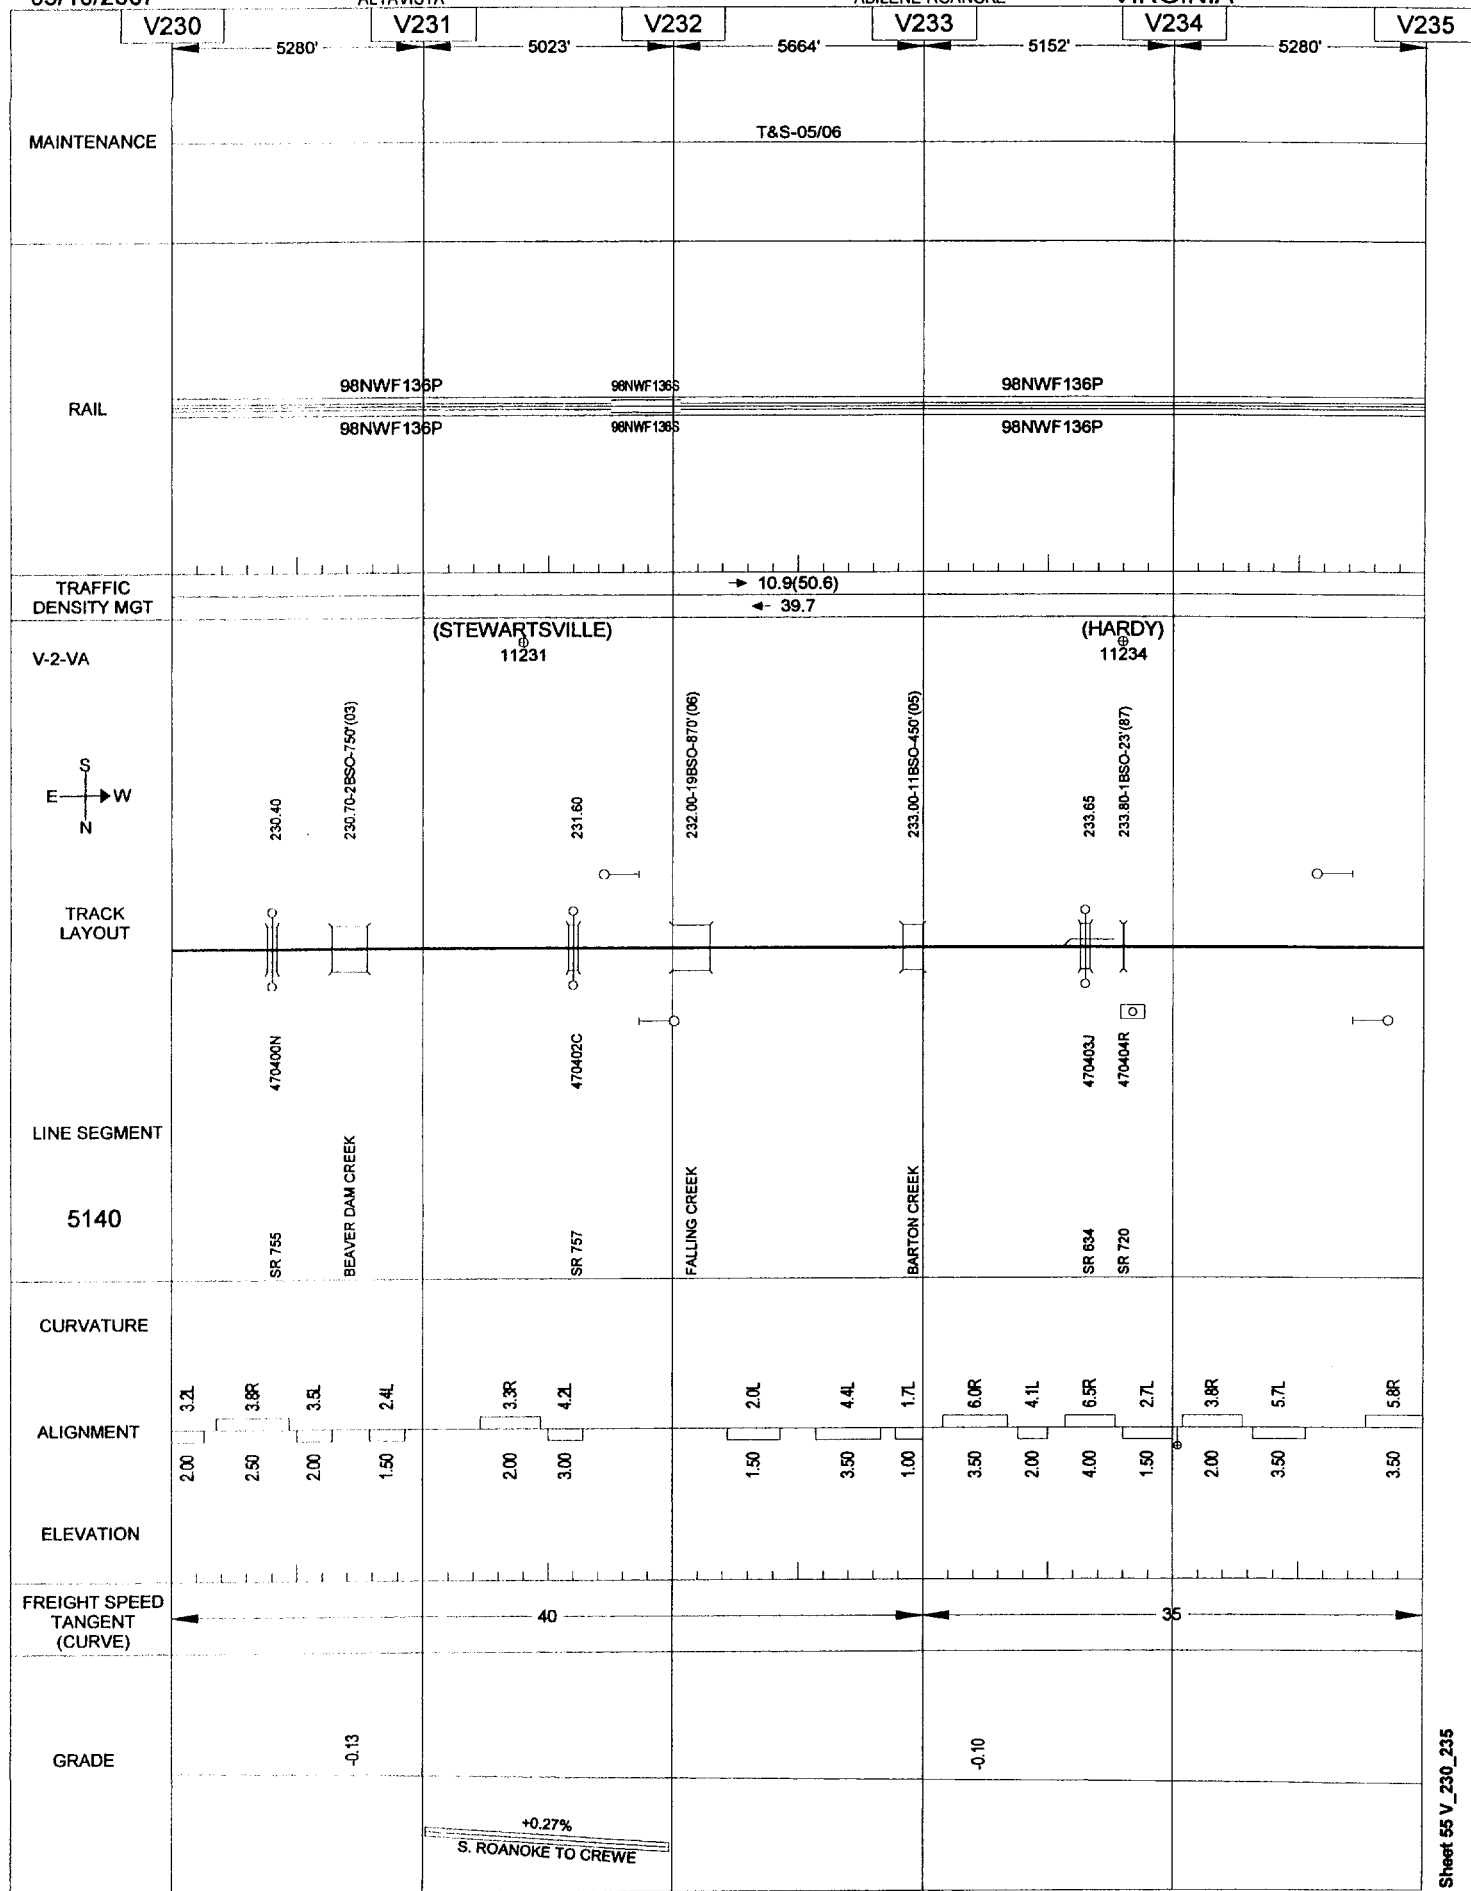 ALTAVISTA
VIRGINIA
V230
V231
V232
V233
V234
V235
5280'
5023'
5664'
5152'
5280'
MAINTENANCE
T&S-05/06
RAIL
98NWF136P
98NWF136S
98NWF136P
98NWF136P
98NWF136S
98NWF136P
TRAFFIC
DENSITY MGT
10.9(50.6)
39.7
V-2-VA
(STEWARTSVILLE)
11231
(HARDY)
11234
S
E W
N
230.40
230.70-2BSO-750'(03)
231.60
232.00-19BSO-870'(06)
233.00-11BSO-450'(05)
233.65
233.80-1BSO-23'(87)
TRACK
LAYOUT
470400N
470402C
470403J
470404R
LINE SEGMENT
5140
SR 755
BEAVER DAM CREEK
SR 757
FALLING CREEK
BARTON CREEK
SR 634
SR 720
CURVATURE
3.2L
3.8R
3.5L
2.4L
3.3R
4.2L
2.0L
4.4L
1.7L
6.0R
4.1L
6.5R
2.7L
3.8R
5.7L
5.8R
ALIGNMENT
2.00
2.50
2.00
1.50
2.00
3.00
1.50
3.50
1.00
3.50
2.00
4.00
1.50
2.00
3.50
3.50
ELEVATION
FREIGHT SPEED
TANGENT
(CURVE)
40
35
GRADE
-0.13
-0.10
+0.27%
S. ROANOKE TO CREWE
Sheet 55 V_230_235